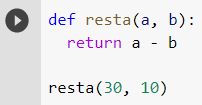 def resta(a, b):
  return a - b

resta(30, 10)